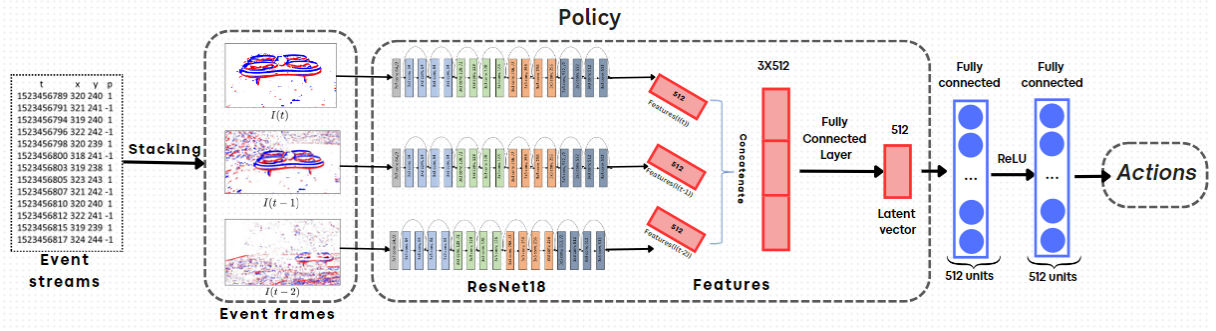 Policy
t x y p
1523456789 320 240 1
1523456791 321 241 -1
1523456794 319 240 1
1523456796 322 242 -1
1523456798 320 239 1
1523456800 318 241 -1
1523456803 319 238 1
1523456805 323 243 1
1523456807 321 242 -1
1523456810 320 240 1
1523456812 322 241 -1
1523456815 319 239 1
1523456817 324 244 -1
Event
streams
Stacking
I(t)
I(t−1)
I(t−2)
Event frames
ResNet18
512
Features(I(t))
512
Features(I(t-1))
512
Features(I(t-2))
Concatenate
Features
3X512
Fully
Connected
Layer
512
Latent
vector
Fully
connected
...
512 units
ReLU
Fully
connected
...
512 units
Actions